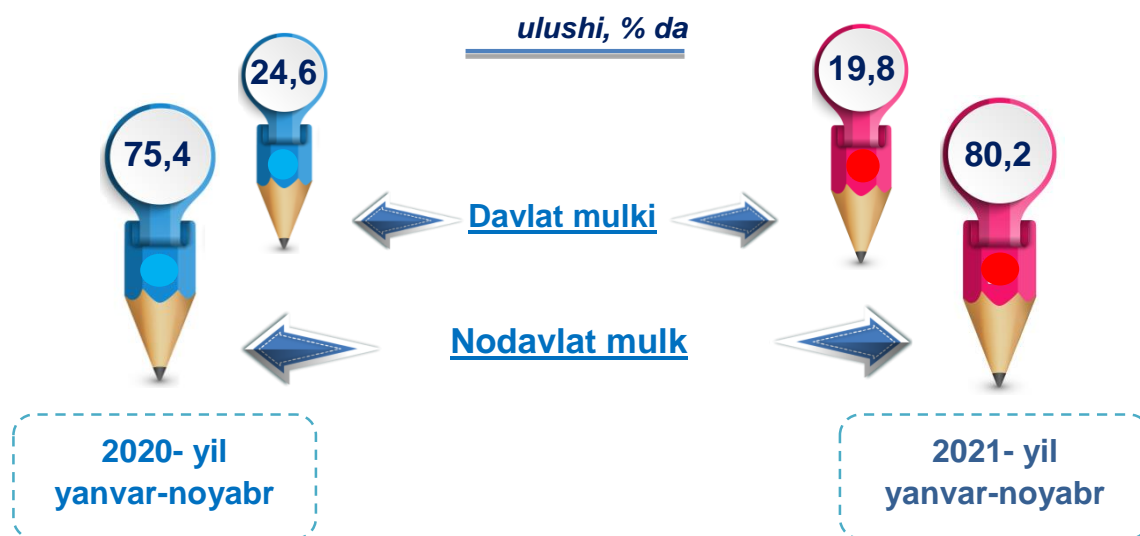 ulushi, % da
24,6
19,8
75,4
80,2
Davlat mulki
Nodavlat mulk
2020- yil
yanvar-noyabr
2021- yil
yanvar-noyabr